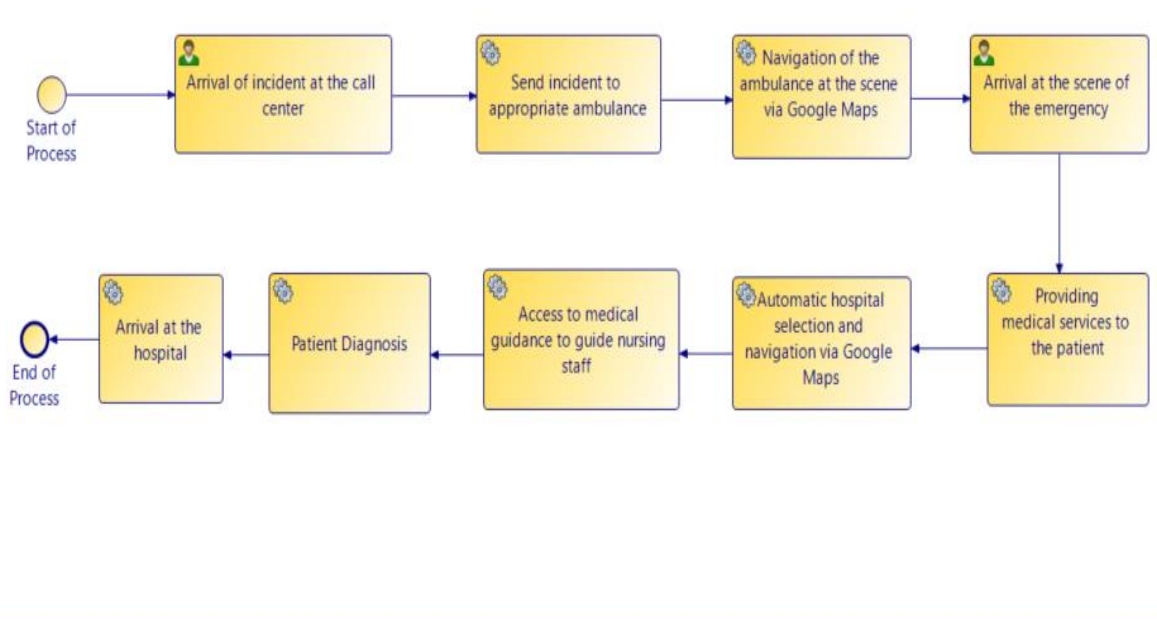 Start of
Process
Arrival of incident at the call
center
Send incident to
appropriate ambulance
Navigation of the
ambulance at the scene
via Google Maps
Arrival at the scene of
the emergency
Providing
medical services to
the patient
Automatic hospital
selection and
navigation via Google
Maps
Access to medical
guidance to guide nursing
staff
Patient Diagnosis
Arrival at the
hospital
End of
Process